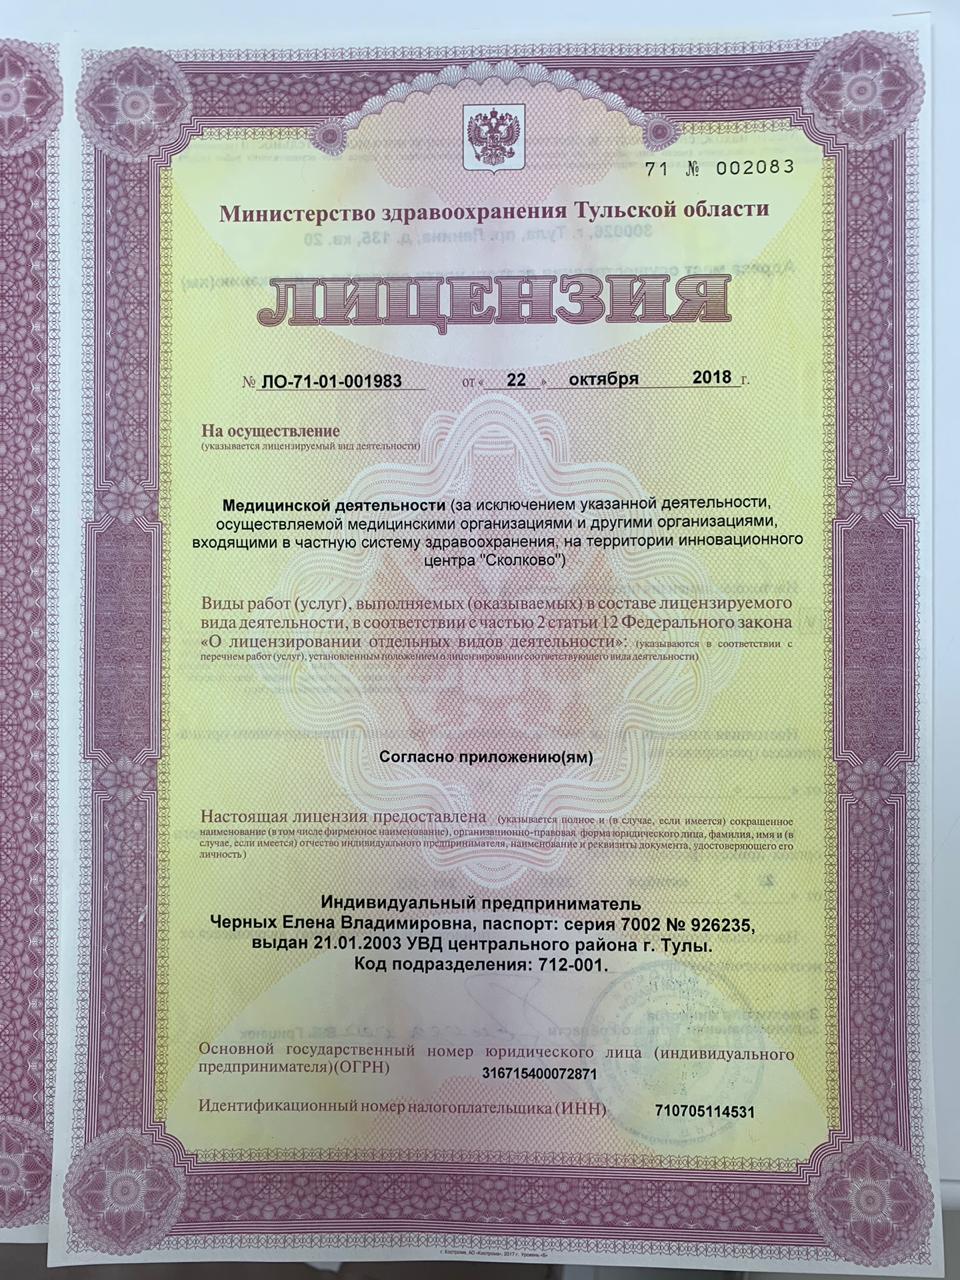 71 № 002083
Министерство здравоохранения Тульской области
ЛИЦЕНЗИЯ
№ ЛО-71-01-001983 от « 22 » октября 2018 г.
На осуществление
(указывается лицензируемый вид деятельности)
Медицинской деятельности (за исключением указанной деятельности,
осуществляемой медицинскими организациями и другими организациями,
входящими в частную систему здравоохранения, на территории инновационного
центра "Сколково")
Виды работ (услуг), выполняемых (оказываемых) в составе лицензируемого
вида деятельности, в соответствии с частью 2 статьи 12 Федерального закона
«О лицензировании отдельных видов деятельности»: (указываются в соответствии с
перечнем работ (услуг), установленным положением о лицензировании соответствующего вида деятельности)
Согласно приложению(ям)
Настоящая лицензия предоставлена (указывается полное и (в случае, если имеется) сокращенное
наименование (в том числе фирменное наименование), организационно-правовая форма юридического лица, фамилия, имя и (в
случае, если имеется) отчество индивидуального предпринимателя, наименование и реквизиты документа, удостоверяющего его
личность)
Индивидуальный предприниматель
Черных Елена Владимировна, паспорт: серия 7002 № 926235,
выдан 21.01.2003 УВД центрального района г. Тулы.
Код подразделения: 712-001.
Основной государственный номер юридического лица (индивидуального
предпринимателя) (ОГРН) 316715400072871
Идентификационный номер налогоплательщика (ИНН) 710705114531
г. Кострома, АО «Кострома», 2017 г. Уровень «Б»